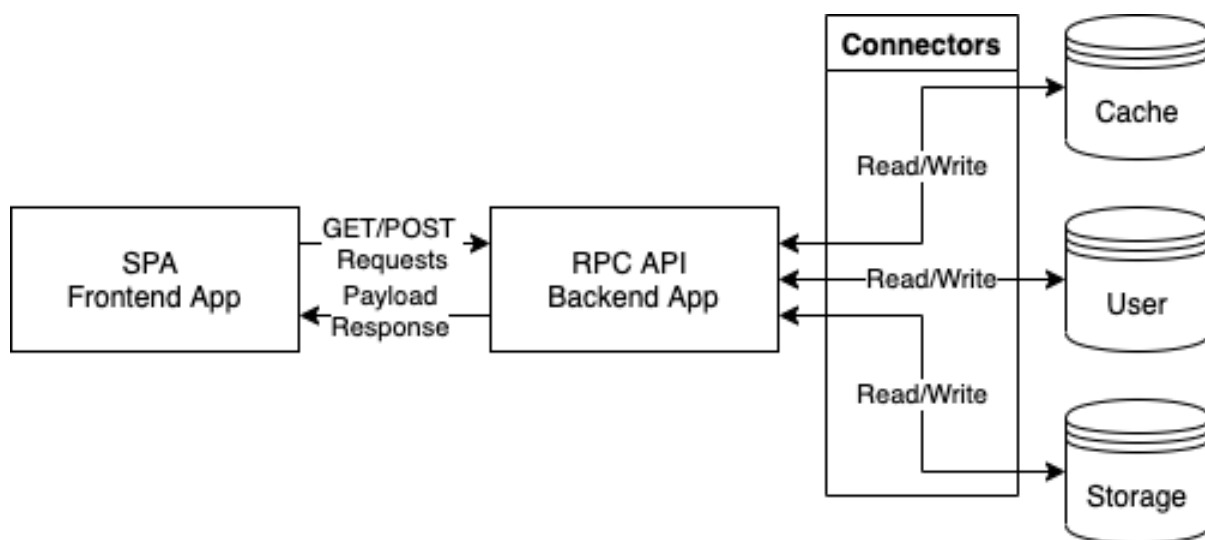 Connectors
Cache
Read/Write
SPA
Frontend App
GET/POST
Requests
Payload
Response
RPC API
Backend App
Read/Write
User
Read/Write
Storage